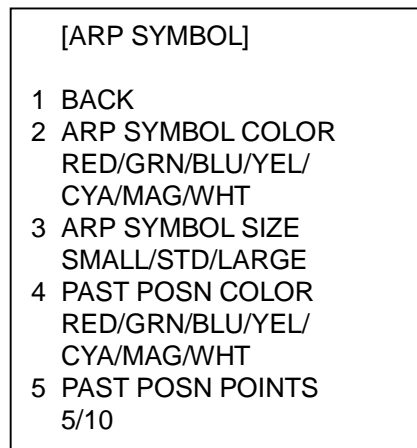 [ARP SYMBOL]
1 BACK
2 ARP SYMBOL COLOR
RED/GRN/BLU/YEL/
CYA/MAG/WHT
3 ARP SYMBOL SIZE
SMALL/STD/LARGE
4 PAST POSN COLOR
RED/GRN/BLU/YEL/
CYA/MAG/WHT
5 PAST POSN POINTS
5/10